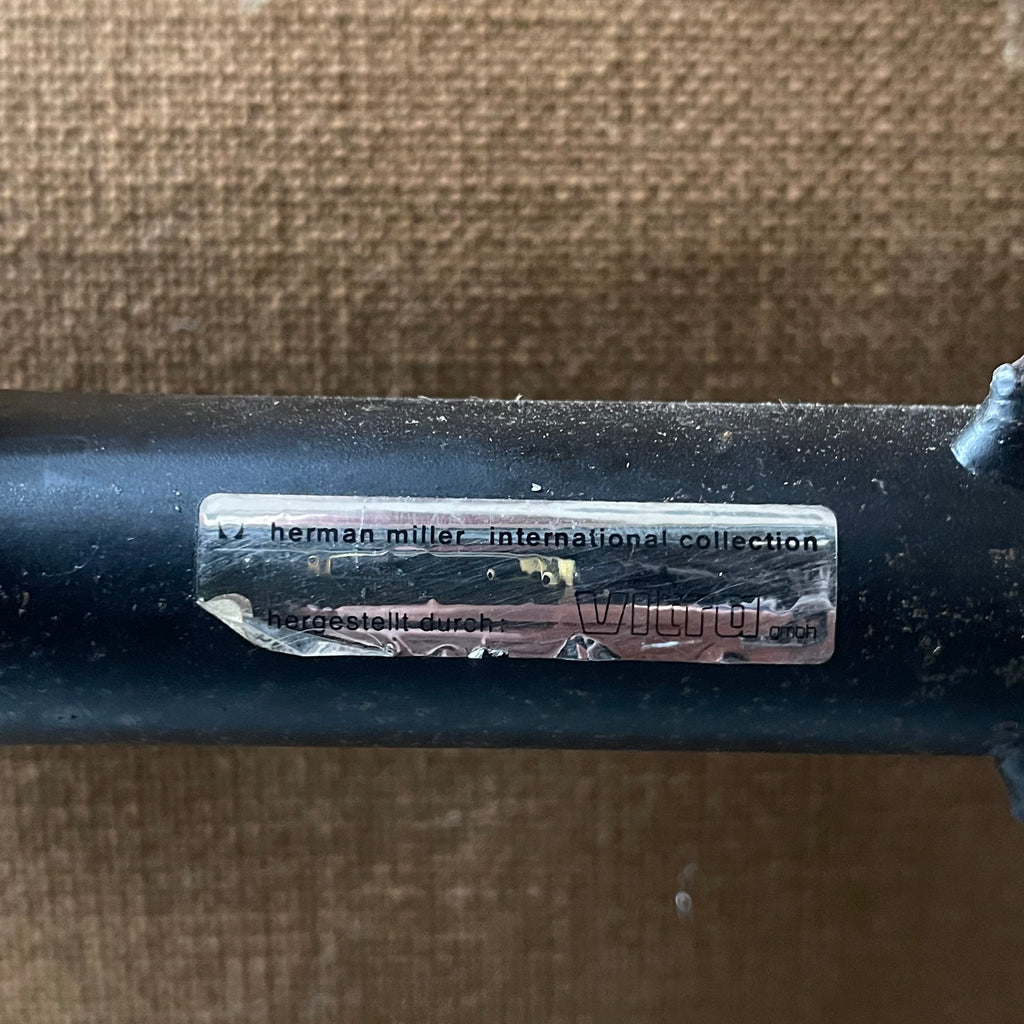 herman miller international collection
hergestellt durch: vitra gmbh